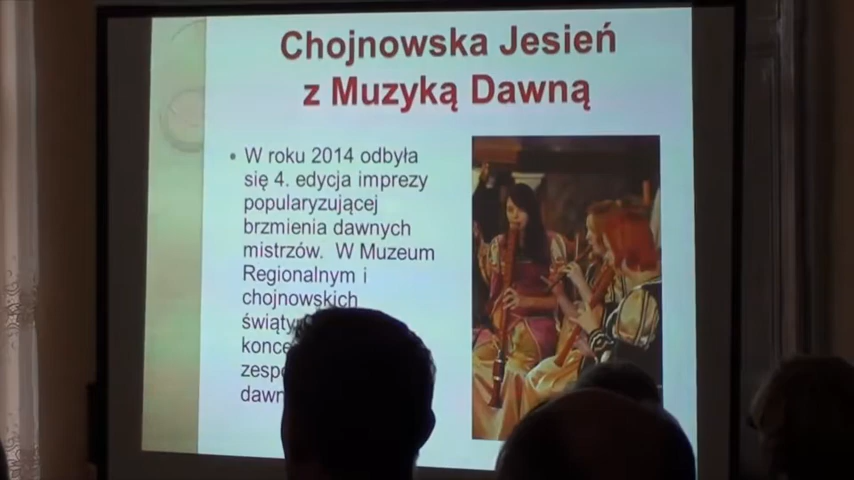 Chojnowska Jesień
z Muzyką Dawną
• W roku 2014 odbyła
się 4. edycja imprezy
popularyzującej
brzmienia dawnych
mistrzów. W Muzeum
Regionalnym i
chojnowskich